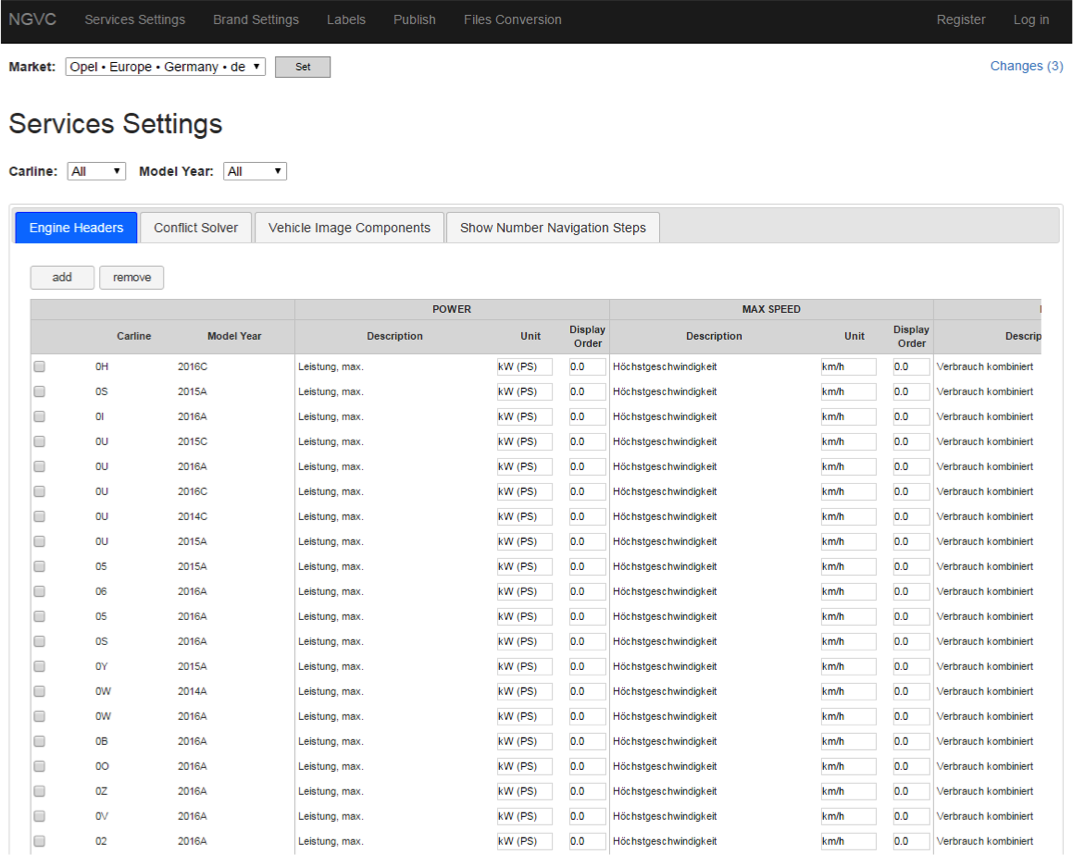 NGVC Services Settings Brand Settings Labels Publish Files Conversion Register Log in
Market: Opel • Europe • Germany • de Set Changes (3)
Services Settings
Carline: All Model Year: All
Engine Headers Conflict Solver Vehicle Image Components Show Number Navigation Steps
add remove
POWER MAX SPEED
Carline Model Year Description Unit Display Order Description Unit Display Order Descrip
0H 2016C Leistung, max. kW (PS) 0.0 Höchstgeschwindigkeit km/h 0.0 Verbrauch kombiniert
0S 2015A Leistung, max. kW (PS) 0.0 Höchstgeschwindigkeit km/h 0.0 Verbrauch kombiniert
0I 2016A Leistung, max. kW (PS) 0.0 Höchstgeschwindigkeit km/h 0.0 Verbrauch kombiniert
0U 2015C Leistung, max. kW (PS) 0.0 Höchstgeschwindigkeit km/h 0.0 Verbrauch kombiniert
0U 2016A Leistung, max. kW (PS) 0.0 Höchstgeschwindigkeit km/h 0.0 Verbrauch kombiniert
0U 2016C Leistung, max. kW (PS) 0.0 Höchstgeschwindigkeit km/h 0.0 Verbrauch kombiniert
0U 2014C Leistung, max. kW (PS) 0.0 Höchstgeschwindigkeit km/h 0.0 Verbrauch kombiniert
0U 2015A Leistung, max. kW (PS) 0.0 Höchstgeschwindigkeit km/h 0.0 Verbrauch kombiniert
05 2015A Leistung, max. kW (PS) 0.0 Höchstgeschwindigkeit km/h 0.0 Verbrauch kombiniert
06 2016A Leistung, max. kW (PS) 0.0 Höchstgeschwindigkeit km/h 0.0 Verbrauch kombiniert
05 2016A Leistung, max. kW (PS) 0.0 Höchstgeschwindigkeit km/h 0.0 Verbrauch kombiniert
0S 2016A Leistung, max. kW (PS) 0.0 Höchstgeschwindigkeit km/h 0.0 Verbrauch kombiniert
0Y 2015A Leistung, max. kW (PS) 0.0 Höchstgeschwindigkeit km/h 0.0 Verbrauch kombiniert
0W 2014A Leistung, max. kW (PS) 0.0 Höchstgeschwindigkeit km/h 0.0 Verbrauch kombiniert
0W 2016A Leistung, max. kW (PS) 0.0 Höchstgeschwindigkeit km/h 0.0 Verbrauch kombiniert
0B 2016A Leistung, max. kW (PS) 0.0 Höchstgeschwindigkeit km/h 0.0 Verbrauch kombiniert
0O 2016A Leistung, max. kW (PS) 0.0 Höchstgeschwindigkeit km/h 0.0 Verbrauch kombiniert
0Z 2016A Leistung, max. kW (PS) 0.0 Höchstgeschwindigkeit km/h 0.0 Verbrauch kombiniert
0V 2016A Leistung, max. kW (PS) 0.0 Höchstgeschwindigkeit km/h 0.0 Verbrauch kombiniert
02 2016A Leistung, max. kW (PS) 0.0 Höchstgeschwindigkeit km/h 0.0 Verbrauch kombiniert